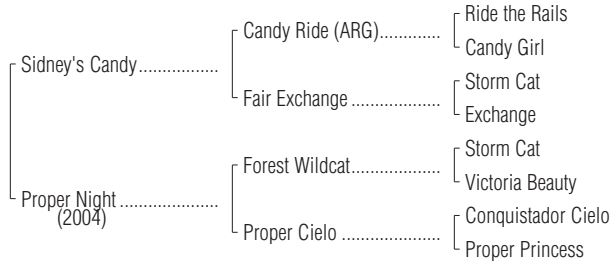 Ride the Rails
Candy Ride (ARG).............
Candy Girl
Sidney's Candy.................
Storm Cat
Fair Exchange ...................
Exchange
Storm Cat
Forest Wildcat...................
Victoria Beauty
Proper Night.....................
(2004)
Conquistador Cielo
Proper Cielo .....................
Proper Princess